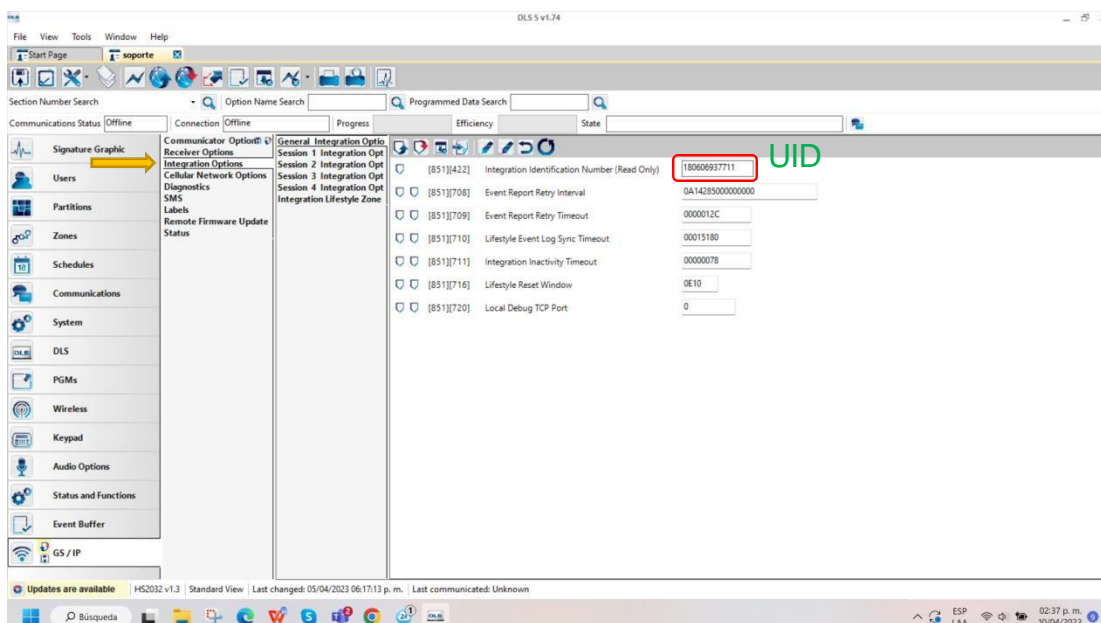 DLS 5 v1.74
File View Tools Window Help
Start Page soporte
Section Number Search Option Name Search Programmed Data Search
Communications Status Offline Connection Offline Progress Efficiency State
Signature Graphic
Users
Partitions
Zones
Schedules
Communications
System
DLS
PGMs
Wireless
Keypad
Audio Options
Status and Functions
Event Buffer
GS / IP
Communicator Option
Receiver Options
Integration Options
Cellular Network Options
Diagnostics
SMS
Labels
Remote Firmware Update
Status
General Integration Optio
Session 1 Integration Opt
Session 2 Integration Opt
Session 3 Integration Opt
Session 4 Integration Opt
Integration Lifestyle Zone
[851][422] Integration Identification Number (Read Only) 180606937711 UID
[851][708] Event Report Retry Interval 0A14285000000000
[851][709] Event Report Retry Timeout 0000012C
[851][710] Lifestyle Event Log Sync Timeout 00015180
[851][711] Integration Inactivity Timeout 00000078
[851][716] Lifestyle Reset Window 0E10
[851][720] Local Debug TCP Port 0
Updates are available HS2032 v1.3 Standard View Last changed: 05/04/2023 06:17:13 p. m. Last communicated: Unknown
Búsqueda ESP 02:37 p. m.
LAA 10/04/2023 9